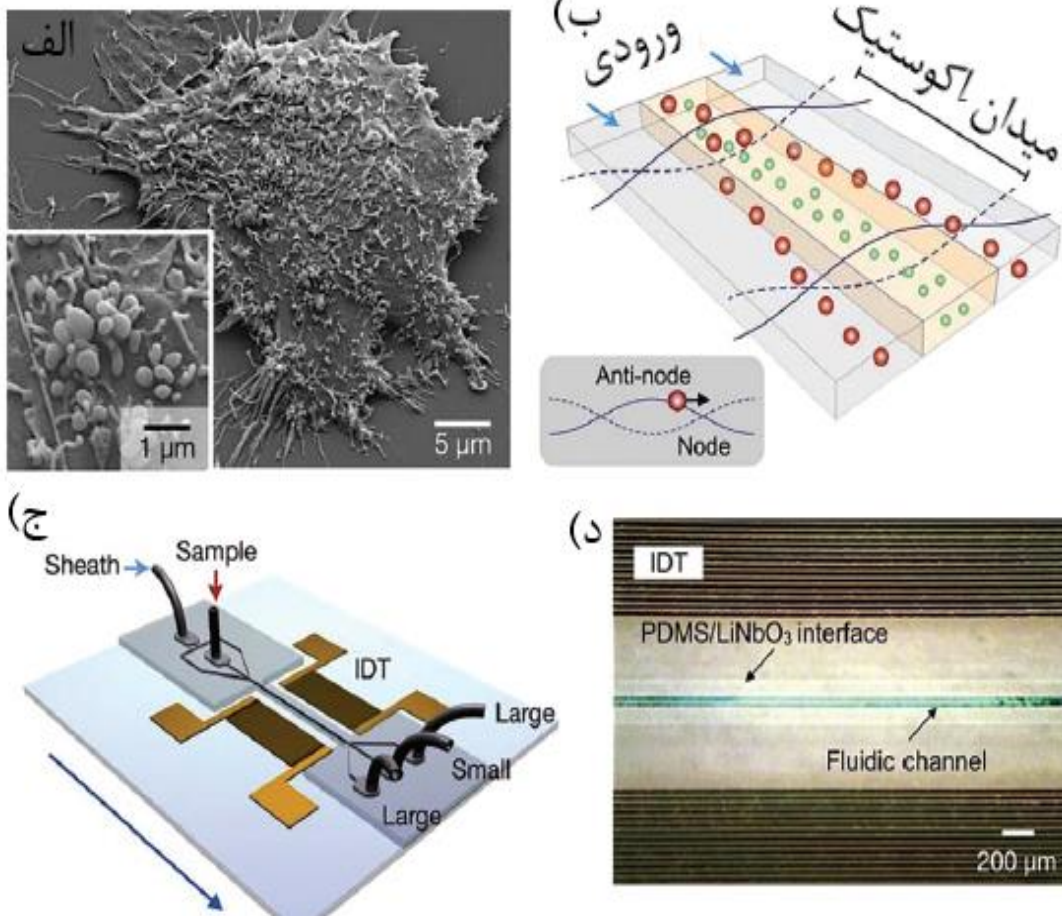 الف
1 µm
5 µm
ب)
ورودی
میدان اکوستیک
Anti-node
Node
ج)
Sheath
Sample
IDT
Large
Small
Large
د)
IDT
PDMS/LiNbO₃ interface
Fluidic channel
200 µm